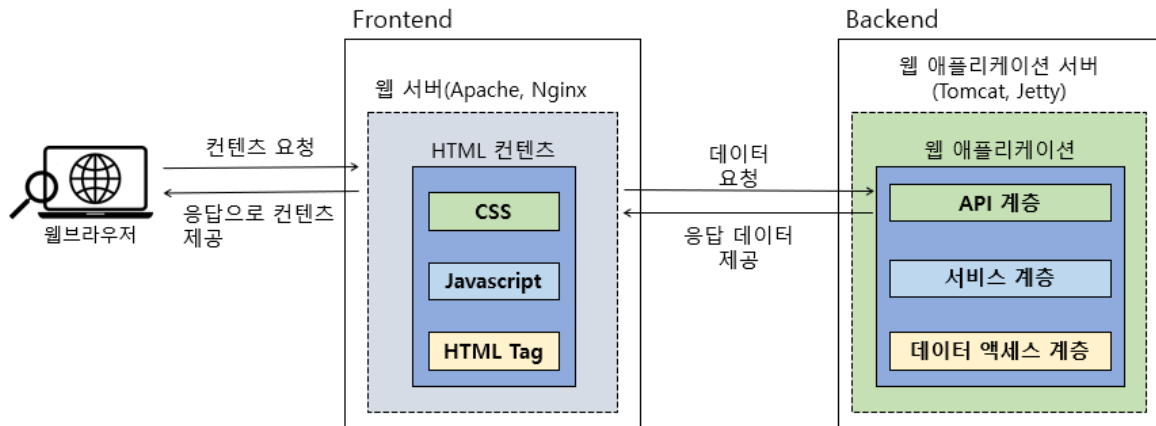 Frontend
Backend
웹 서버(Apache, Nginx
웹 애플리케이션 서버
(Tomcat, Jetty)
컨텐츠 요청
응답으로 컨텐츠
제공
웹브라우저
HTML 컨텐츠
CSS
Javascript
HTML Tag
데이터
요청
응답 데이터
제공
웹 애플리케이션
API 계층
서비스 계층
데이터 액세스 계층